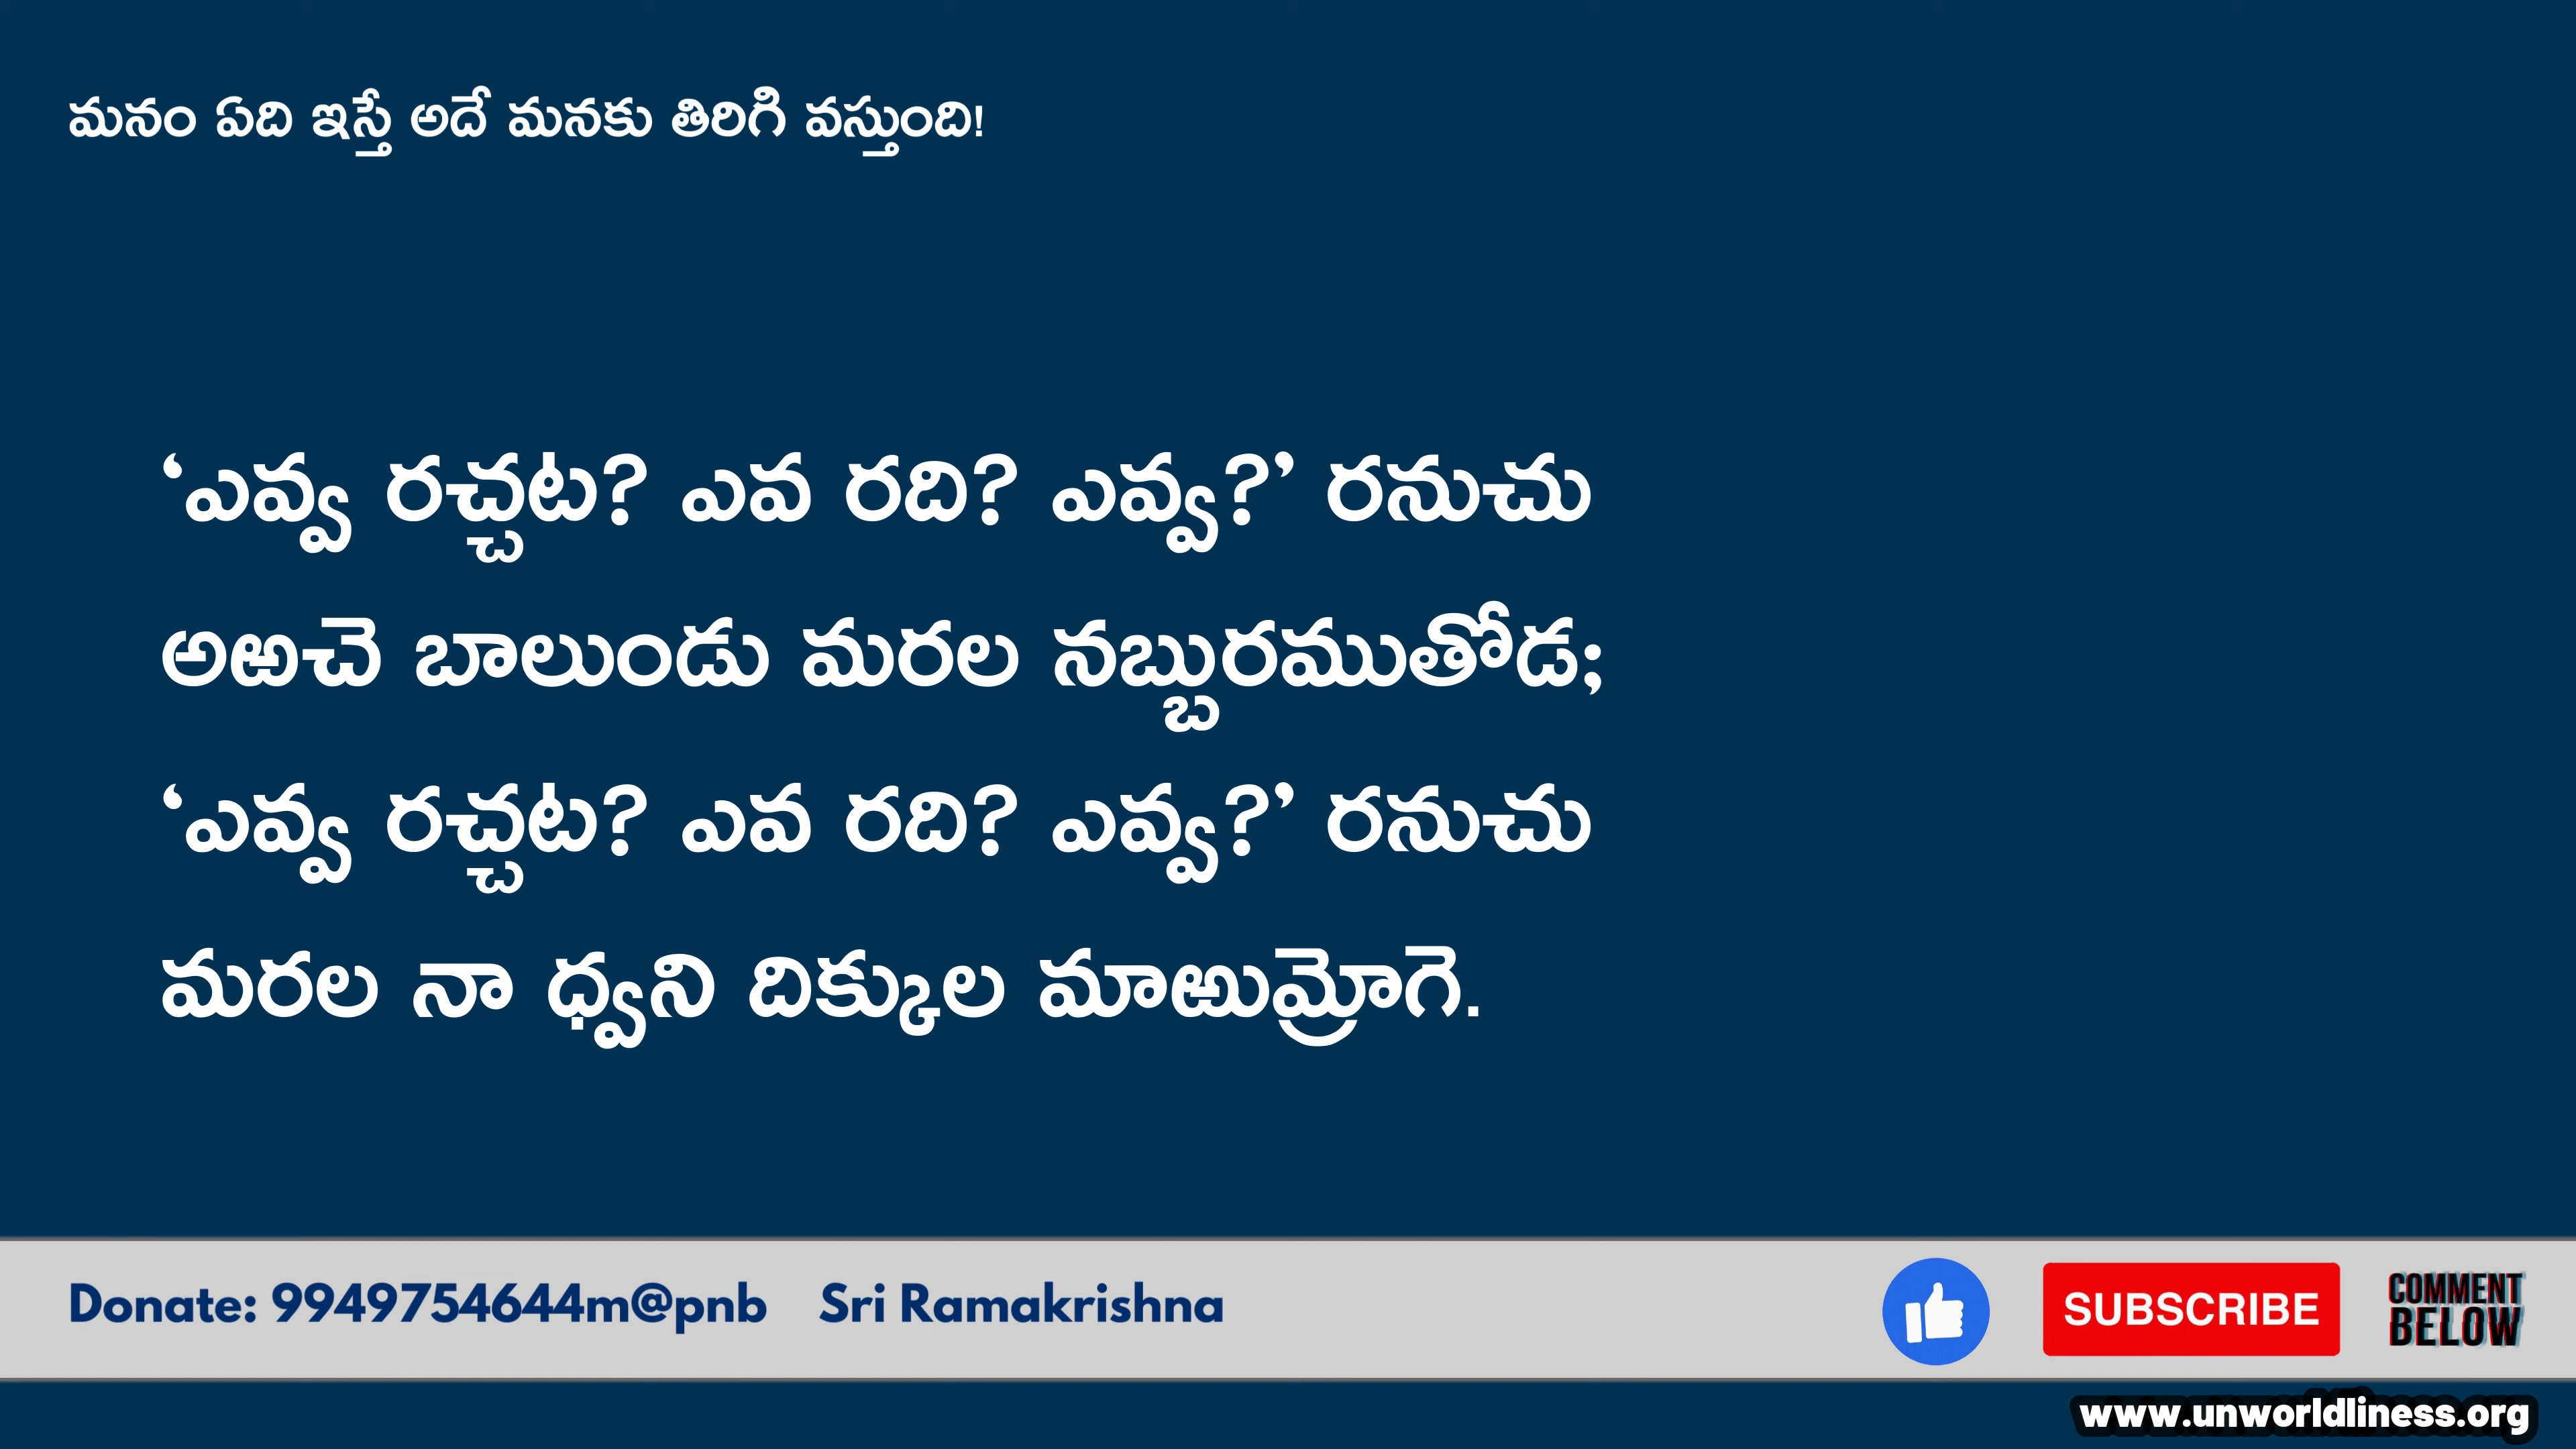 మనం ఏది ఇస్తే అదే మనకు తిరిగి వస్తుంది!
‘ఎవ్వ రచ్చట? ఎవ రది? ఎవ్వ?’ రనుచు
అఱచె బాలుండు మరల నబ్బురముతోడ;
‘ఎవ్వ రచ్చట? ఎవ రది? ఎవ్వ?’ రనుచు
మరల నా ధ్వని దిక్కుల మాఱుమ్రోగె.
Donate: 9949754644m@pnb Sri Ramakrishna
SUBSCRIBE
COMMENT
BELOW
www.unworldliness.org